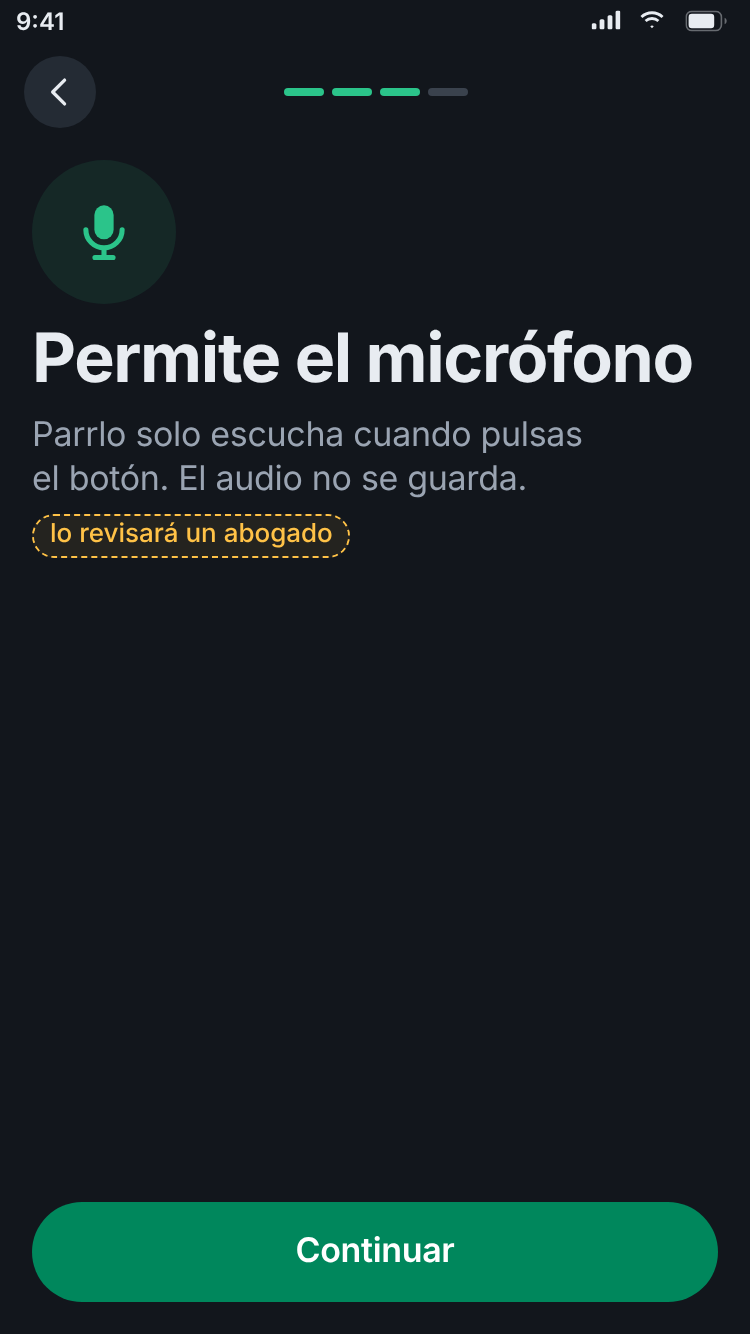 9:41
Permite el micrófono
Parrlo solo escucha cuando pulsas
el botón. El audio no se guarda.
lo revisará un abogado
Continuar